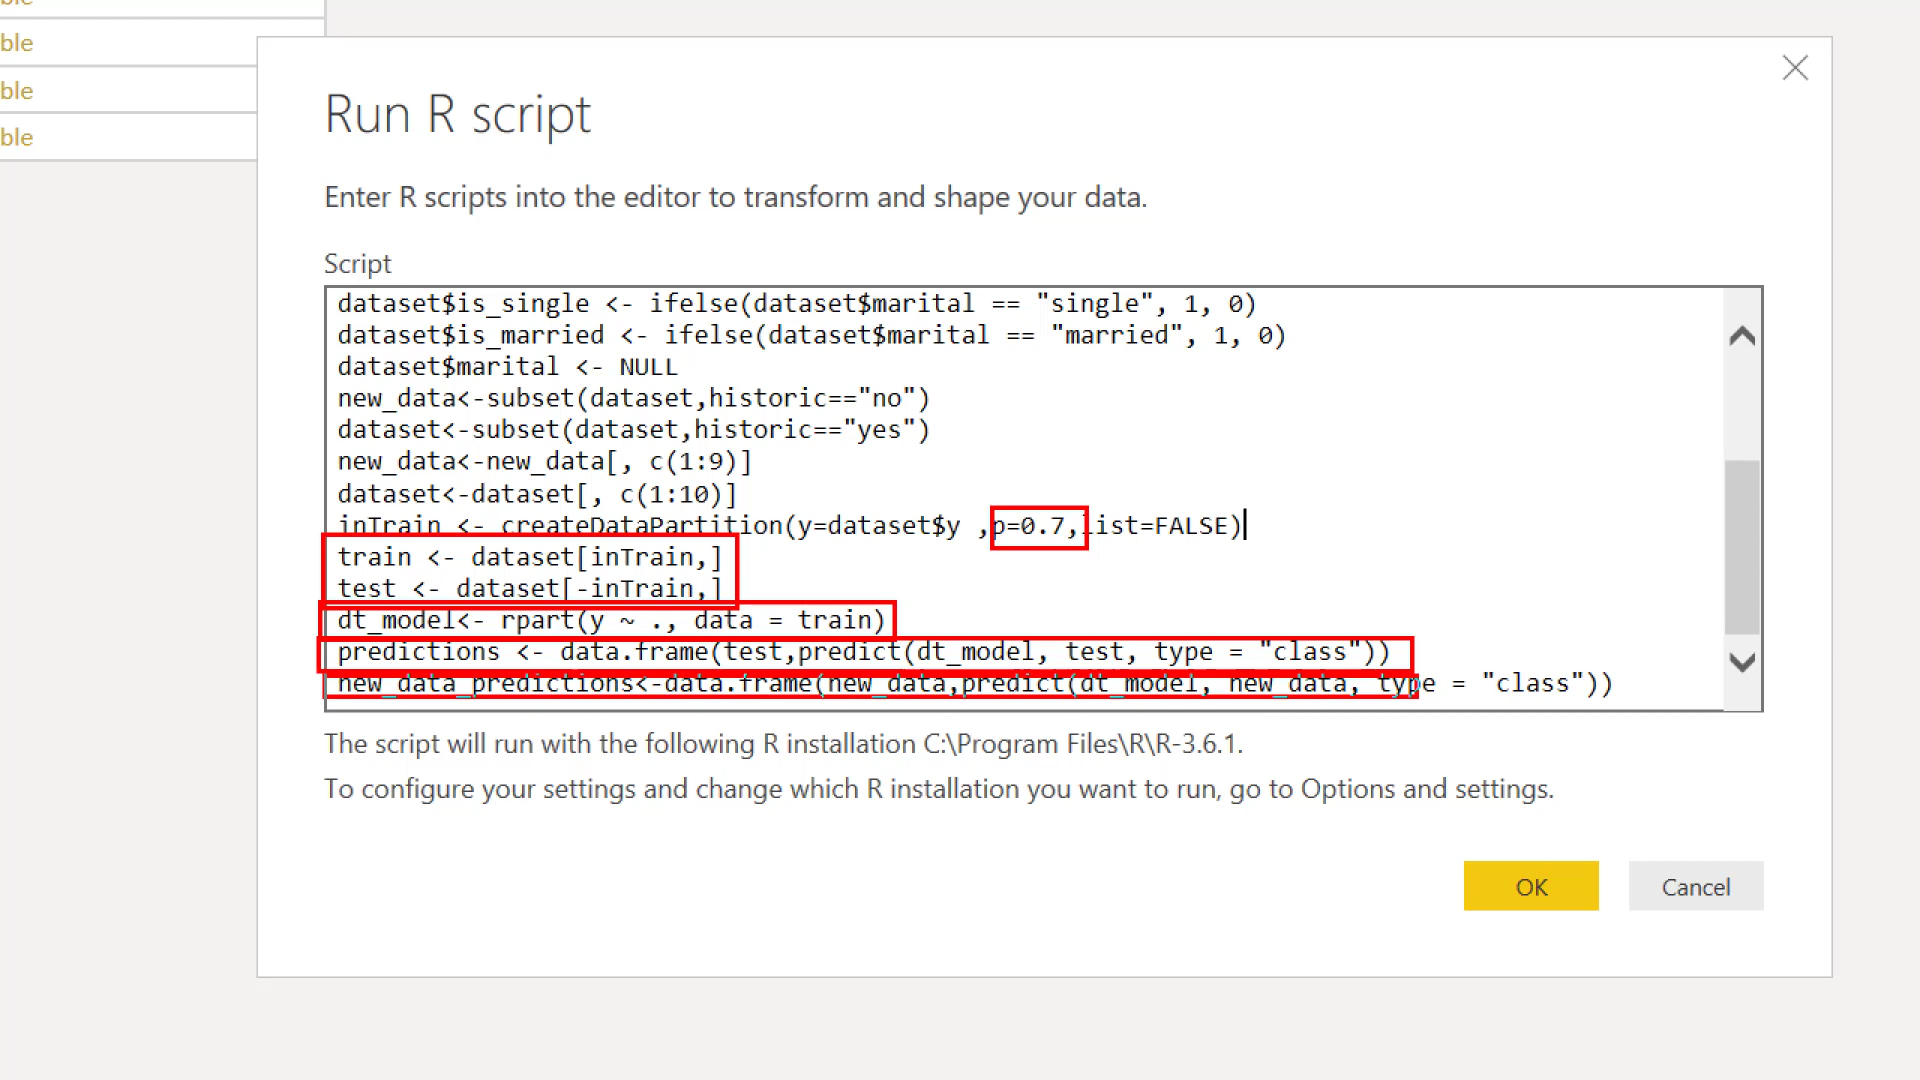 ble
ble
ble
ble
Run R script
Enter R scripts into the editor to transform and shape your data.
Script
dataset$is_single <- ifelse(dataset$marital == "single", 1, 0)
dataset$is_married <- ifelse(dataset$marital == "married", 1, 0)
dataset$marital <- NULL
new_data<-subset(dataset,historic=="no")
dataset<-subset(dataset,historic=="yes")
new_data<-new_data[, c(1:9)]
dataset<-dataset[, c(1:10)]
inTrain <- createDataPartition(y=dataset$y ,p=0.7,list=FALSE)
train <- dataset[inTrain,]
test <- dataset[-inTrain,]
dt_model<- rpart(y ~ ., data = train)
predictions <- data.frame(test,predict(dt_model, test, type = "class"))
new_data_predictions<-data.frame(new_data,predict(dt_model, new_data, type = "class"))
The script will run with the following R installation C:\Program Files\R\R-3.6.1.
To configure your settings and change which R installation you want to run, go to Options and settings.
OK
Cancel